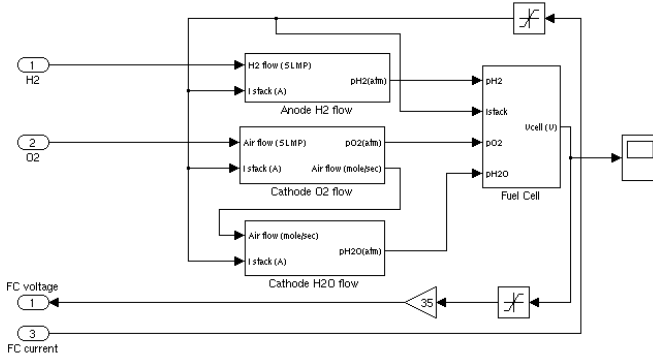 1
H2
H2 flow (SLMP)
I stack (A)
pH2(atm)
Anode H2 flow
2
O2
Air flow (SLMP)
I stack (A)
pO2(atm)
Air flow (mole/sec)
Cathode O2 flow
Air flow (mole/sec)
I stack (A)
pH2O(atm)
Cathode H2O flow
pH2
Istack
pO2
pH2O
Vcell (V)
Fuel Cell
FC voltage
1
35
3
FC current